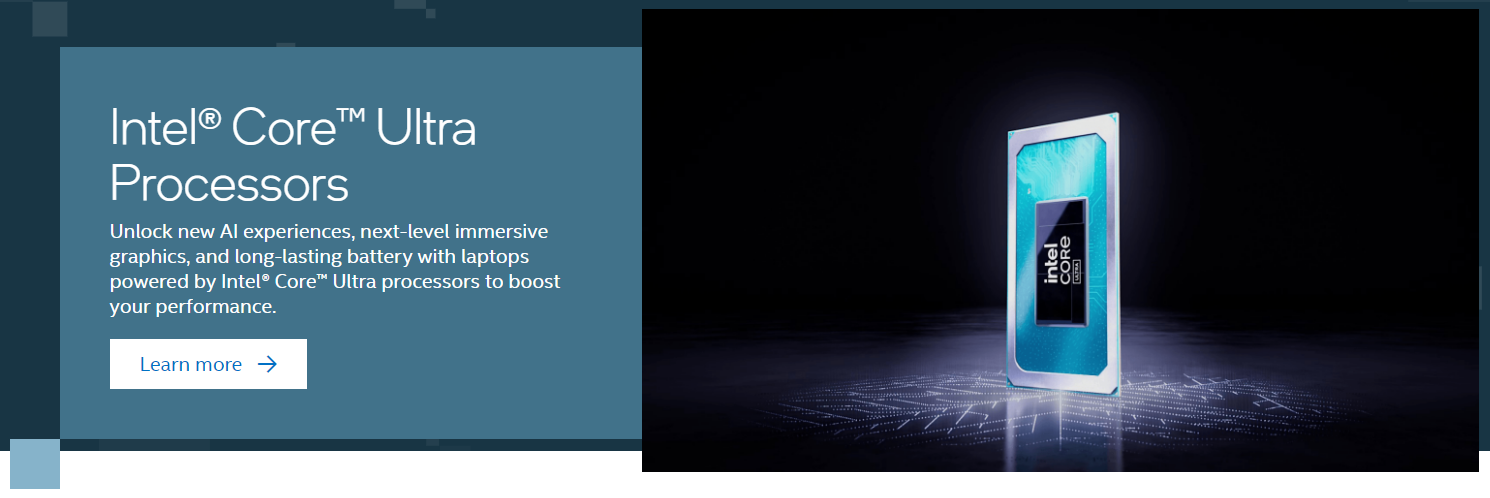 Intel® Core™ Ultra
Processors
Unlock new AI experiences, next-level immersive
graphics, and long-lasting battery with laptops
powered by Intel® Core™ Ultra processors to boost
your performance.
Learn more →
intel
CORE
ULTRA